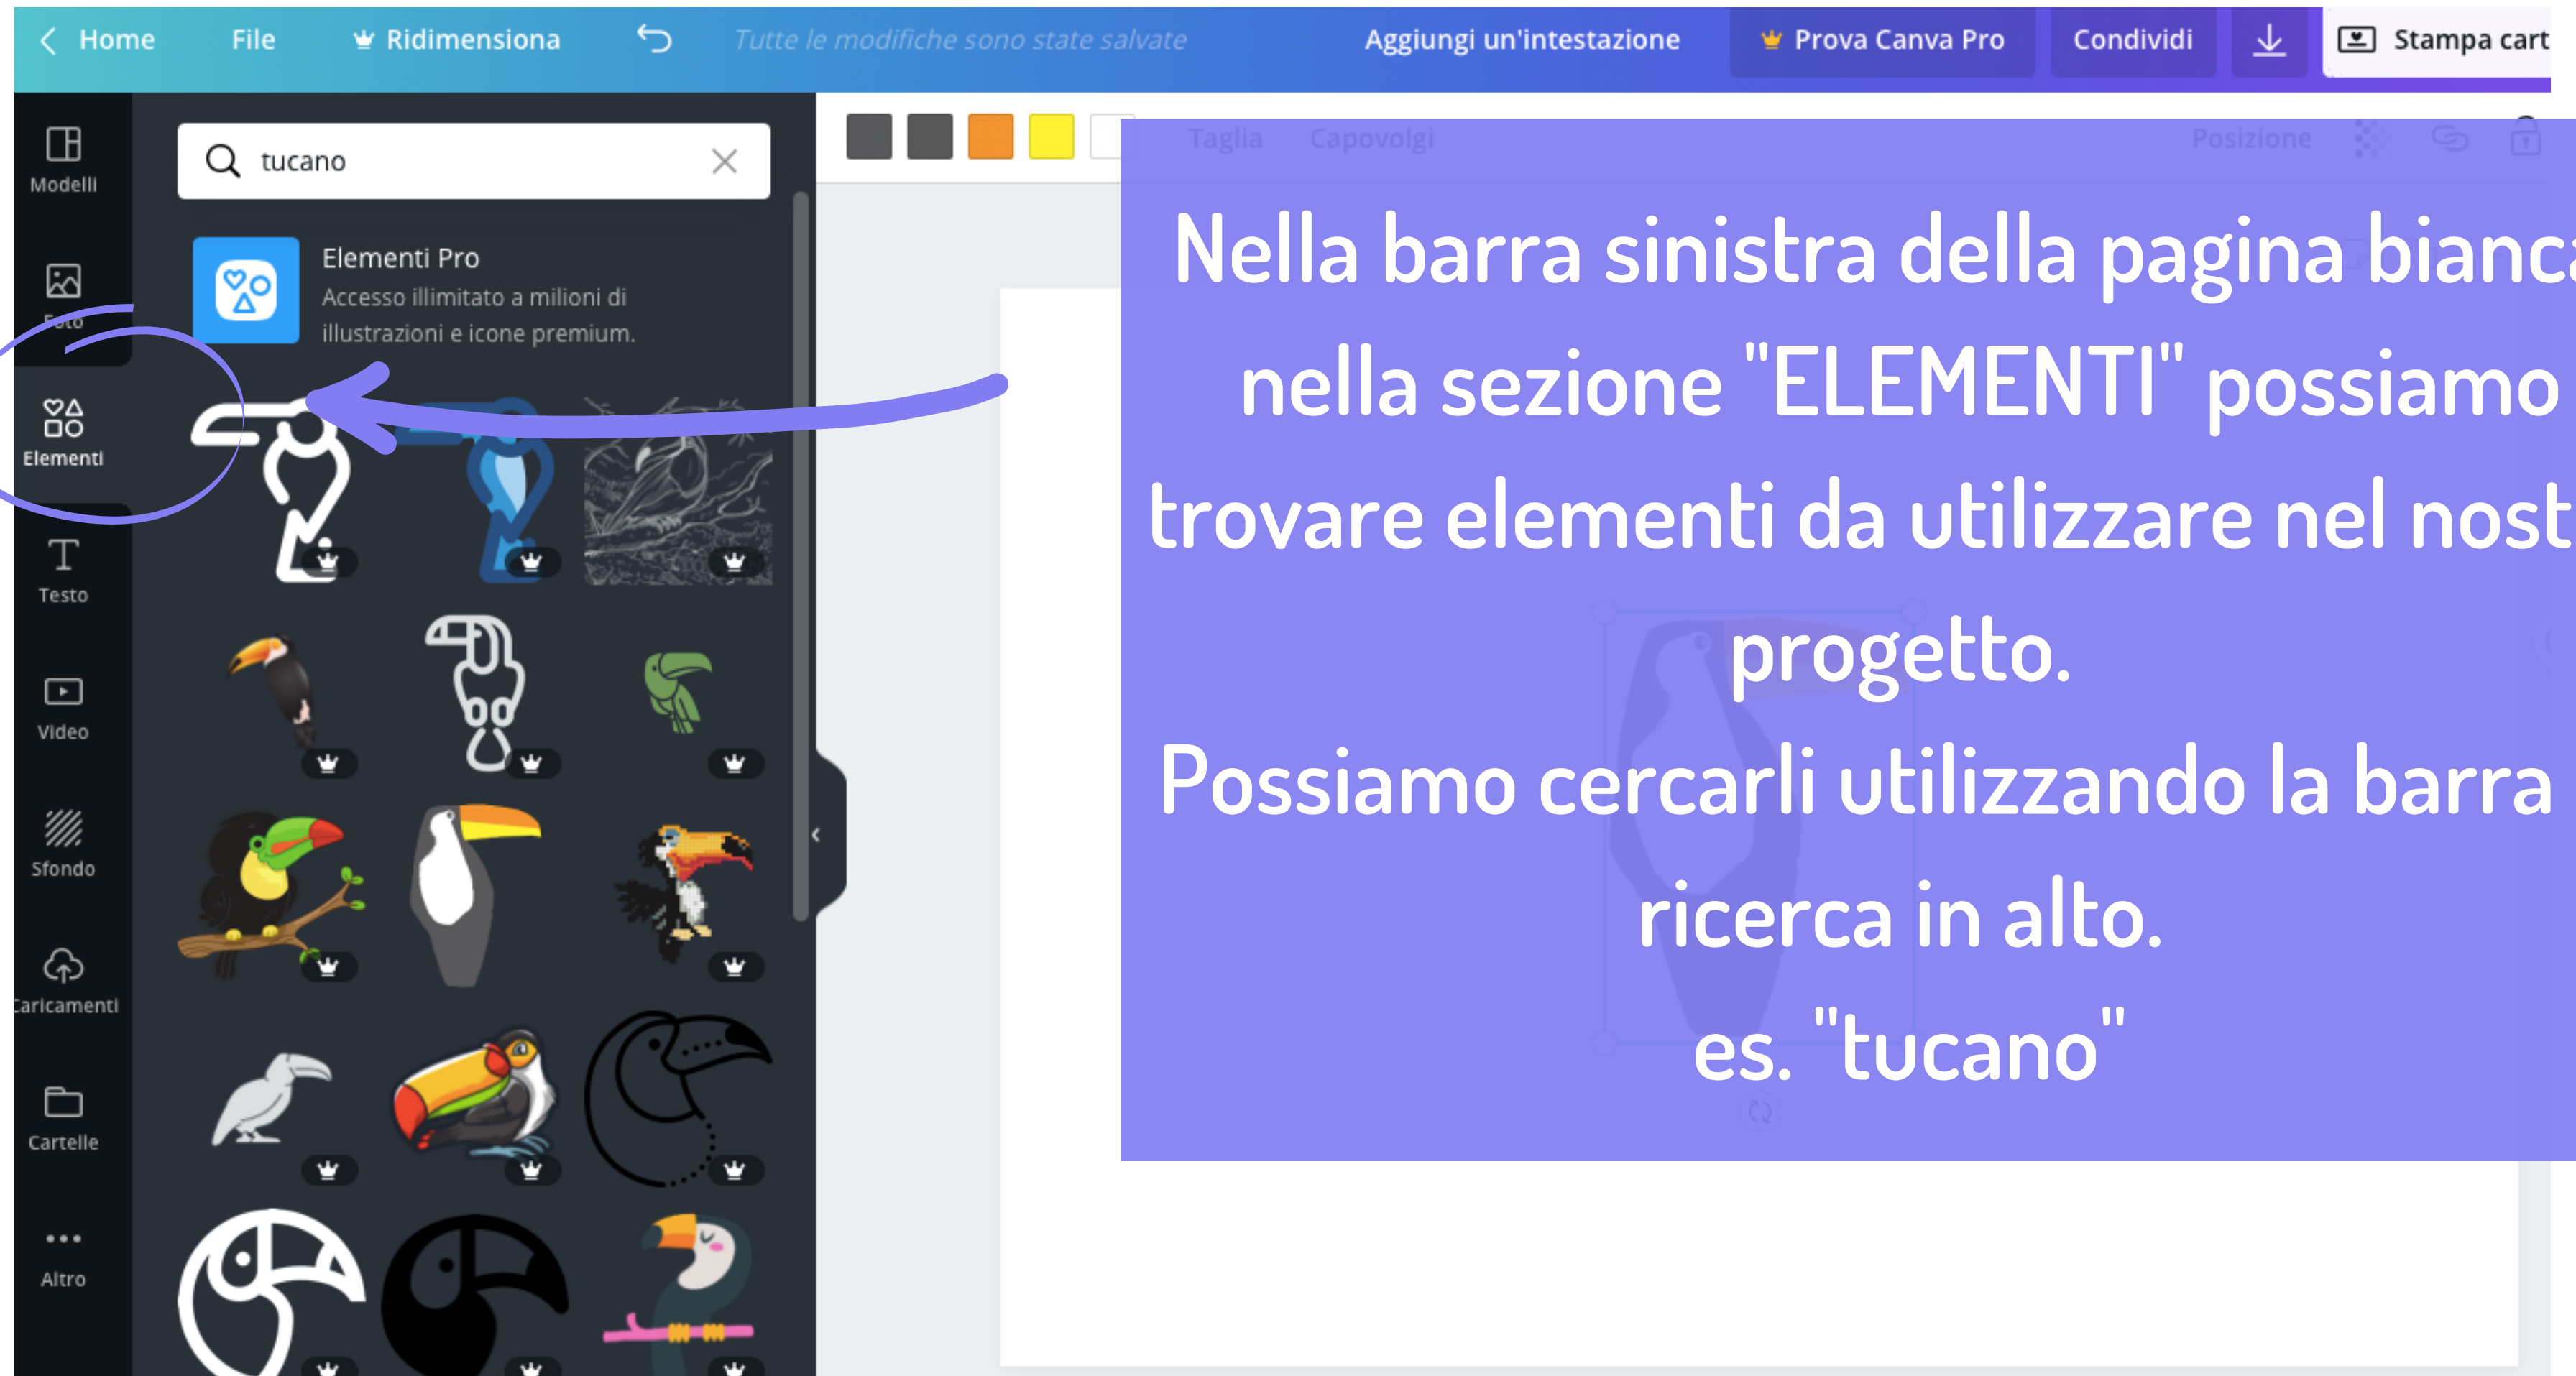 Home File Ridimensiona Tutte le modifiche sono state salvate Aggiungi un'intestazione Prova Canva Pro Condividi Stampa cart
Taglia Capovolgi Posizione
Modelli
Foto
Elementi
Testo
Video
Sfondo
Caricamenti
Cartelle
Altro
tucano
Elementi Pro
Accesso illimitato a milioni di
illustrazioni e icone premium.
Nella barra sinistra della pagina bianca
nella sezione "ELEMENTI" possiamo
trovare elementi da utilizzare nel nost
progetto.
Possiamo cercarli utilizzando la barra
ricerca in alto.
es. "tucano"